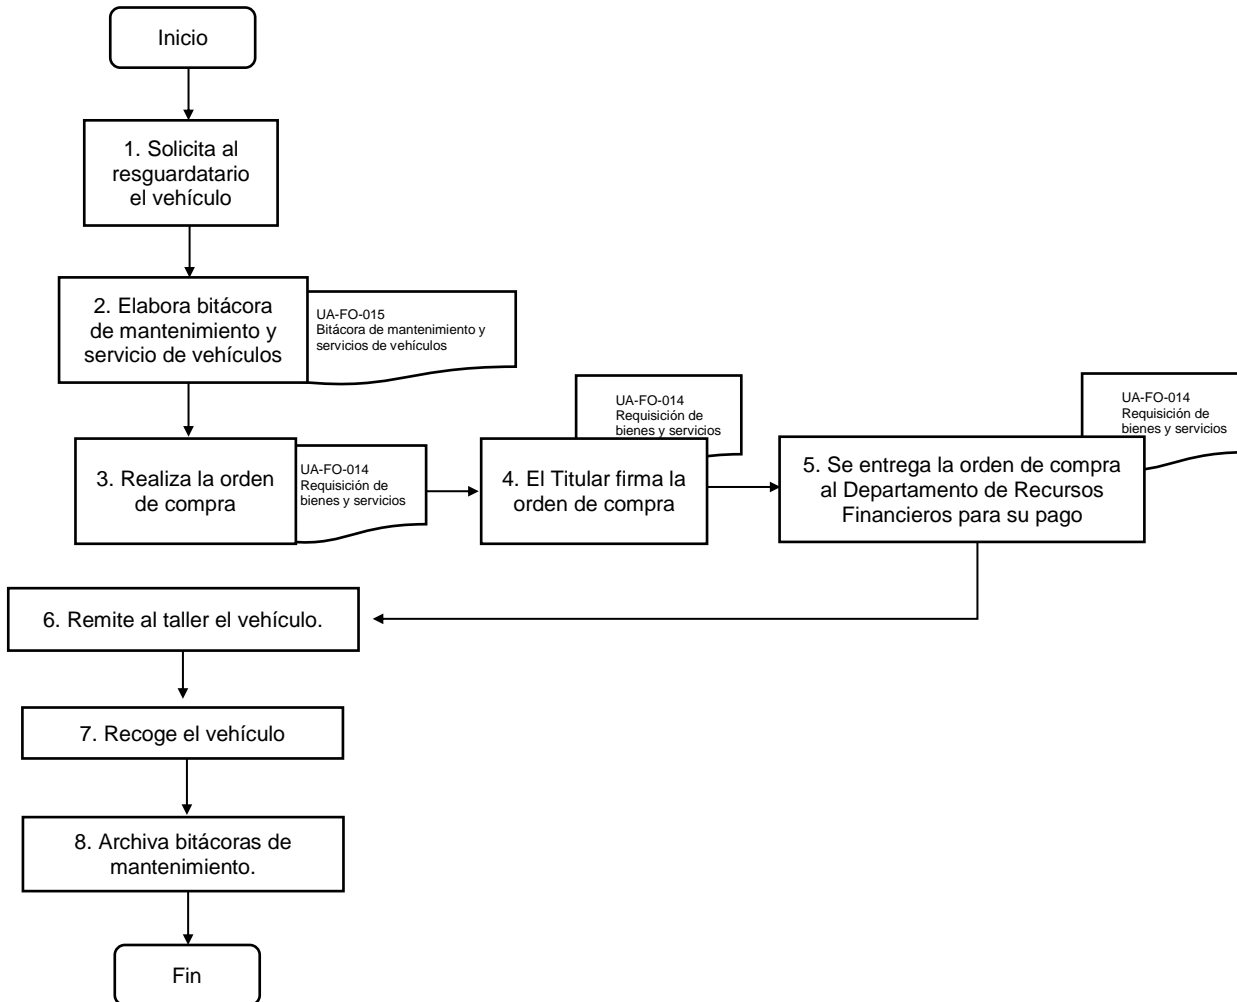 Inicio
1. Solicita al
resguardatario
el vehículo
2. Elabora bitácora
de mantenimiento y
servicio de vehículos
UA-FO-015
Bitácora de mantenimiento y
servicios de vehículos
3. Realiza la orden
de compra
UA-FO-014
Requisición de
bienes y servicios
UA-FO-014
Requisición de
bienes y servicios
4. El Titular firma la
orden de compra
UA-FO-014
Requisición de
bienes y servicios
5. Se entrega la orden de compra
al Departamento de Recursos
Financieros para su pago
6. Remite al taller el vehículo.
7. Recoge el vehículo
8. Archiva bitácoras de
mantenimiento.
Fin